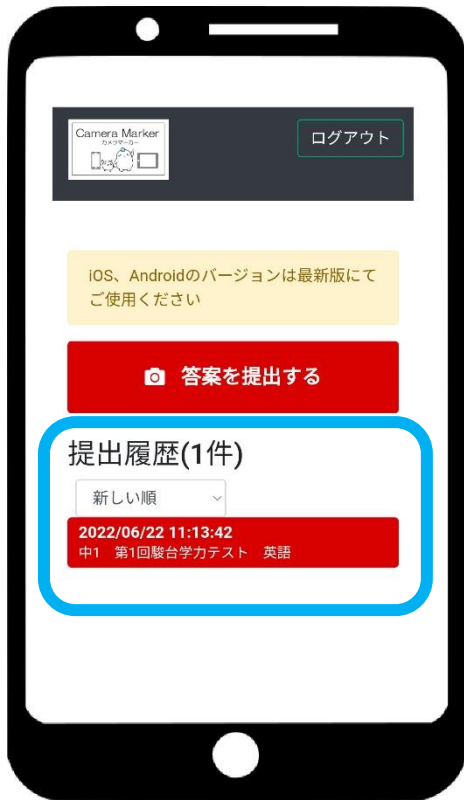 Camera Marker
カメラマーカー
ログアウト
iOS、Androidのバージョンは最新版にて
ご使用ください
答案を提出する
提出履歴(1件)
新しい順
2022/06/22 11:13:42
中1　第1回駿台学力テスト　英語